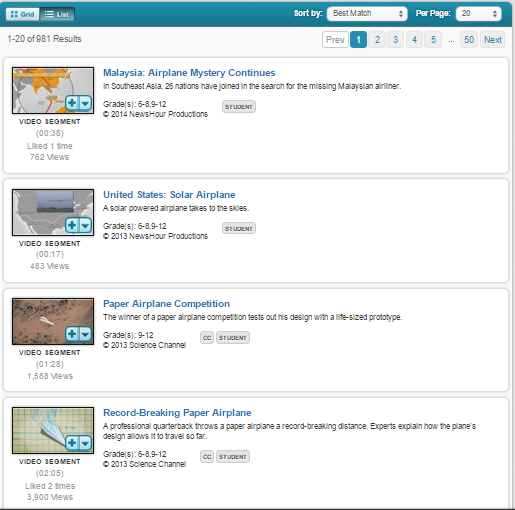 Grid List Sort by: Best Match Per Page: 20
1-20 of 981 Results Prev 1 2 3 4 5 ... 50 Next
Malaysia: Airplane Mystery Continues
In Southeast Asia, 26 nations have joined in the search for the missing Malaysian airliner.
Grade(s): 6-8,9-12
© 2014 NewsHour Productions
STUDENT
VIDEO SEGMENT
(00:38)
Liked 1 time
762 Views
United States: Solar Airplane
A solar powered airplane takes to the skies.
Grade(s): 6-8,9-12
© 2013 NewsHour Productions
STUDENT
VIDEO SEGMENT
(00:17)
483 Views
Paper Airplane Competition
The winner of a paper airplane competition tests out his design with a life-sized prototype.
Grade(s): 9-12
© 2013 Science Channel
CC STUDENT
VIDEO SEGMENT
(01:28)
1,588 Views
Record-Breaking Paper Airplane
A professional quarterback throws a paper airplane a record-breaking distance. Experts explain how the plane's
design allows it to travel so far.
Grade(s): 6-8,9-12
© 2013 Science Channel
CC STUDENT
VIDEO SEGMENT
(02:05)
Liked 2 times
3,900 Views